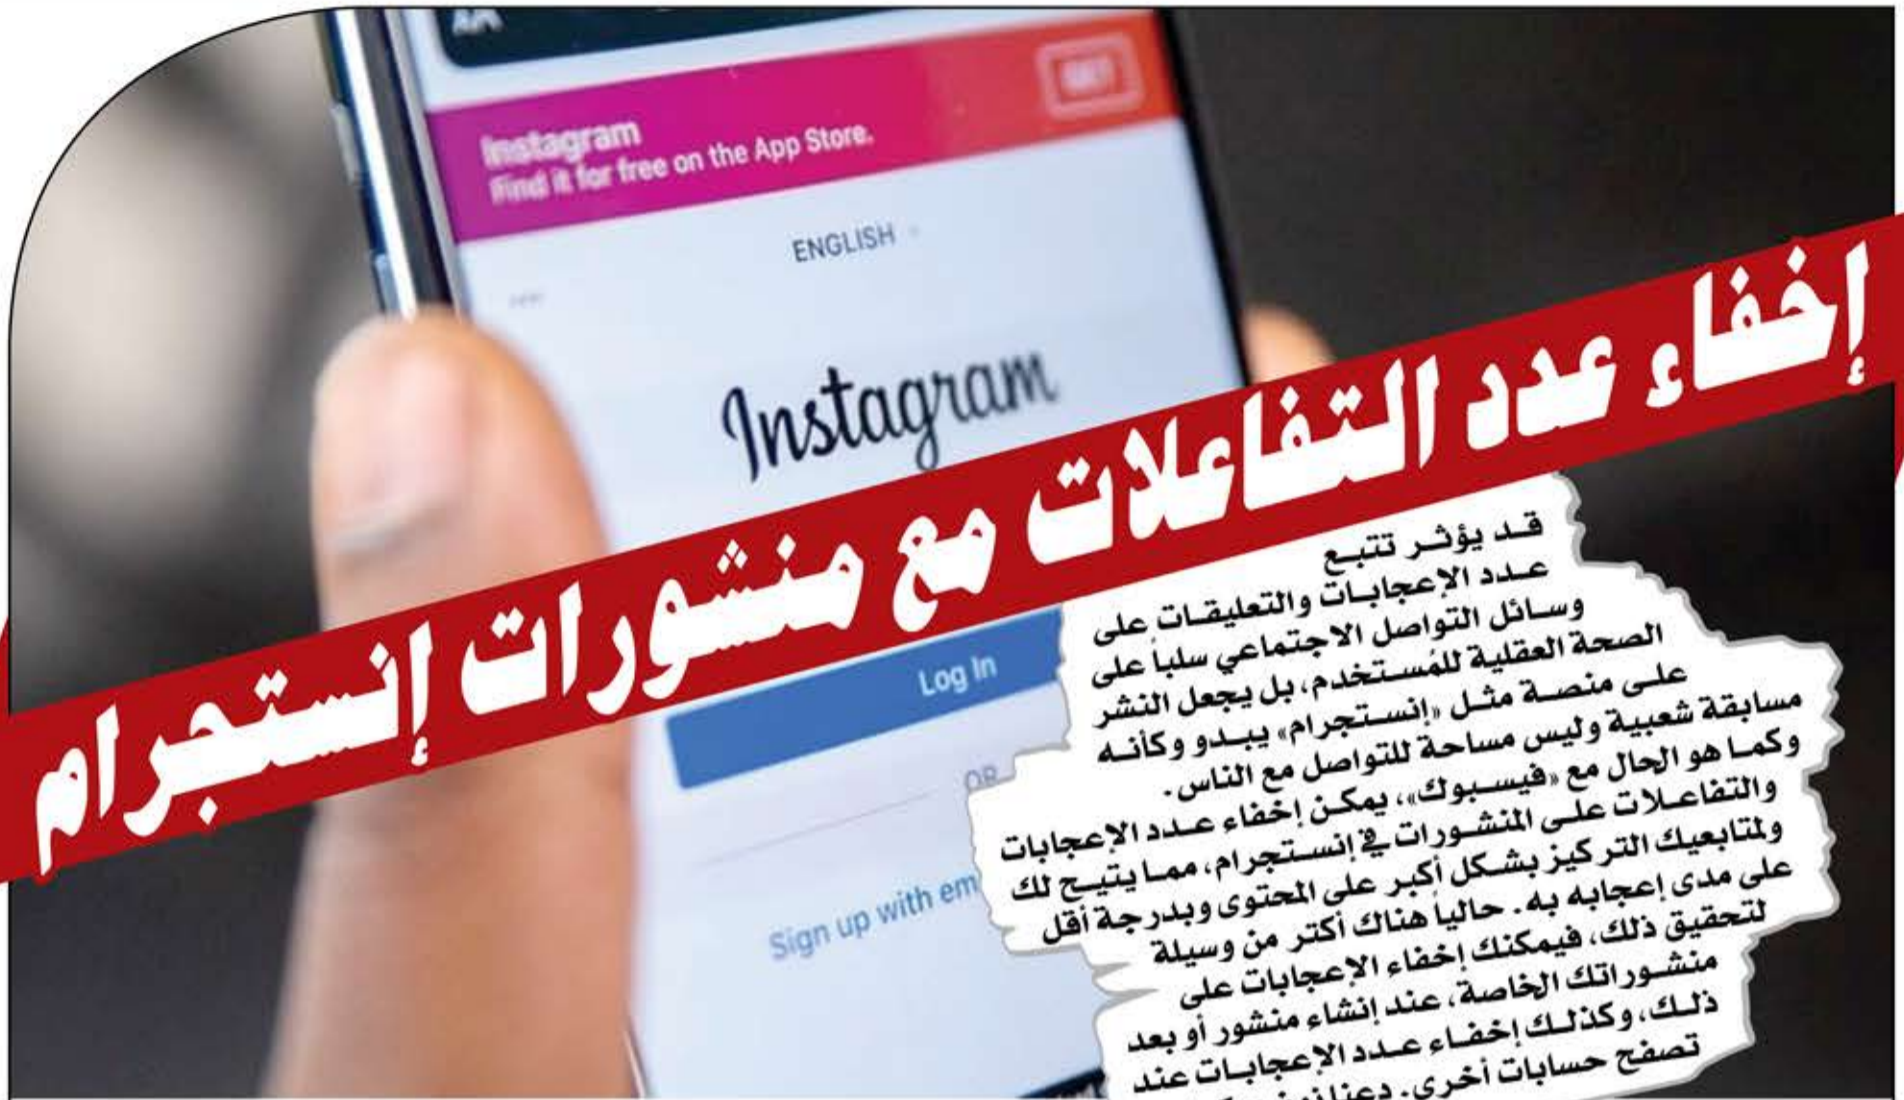 Instagram
Find it for free on the App Store.
GET
ENGLISH
Instagram
إخفاء عدد التفاعلات مع منشورات إنستجرام
Log In
OR
Sign up with em
قد يؤثر تتبع
عدد الإعجابات والتعليقات على
وسائل التواصل الاجتماعي سلباً على
الصحة العقلية للمُستخدم، بل يجعل النشر
على منصة مثل «إنستجرام» يبدو وكأنه
مسابقة شعبية وليس مساحة للتواصل مع الناس.
وكما هو الحال مع «فيسبوك»، يمكن إخفاء عدد الإعجابات
والتفاعلات على المنشورات في إنستجرام، مما يتيح لك
ولمتابعيك التركيز بشكل أكبر على المحتوى وبدرجة أقل
على مدى إعجابه به. حالياً هناك أكتر من وسيلة
لتحقيق ذلك، فيمكنك إخفاء الإعجابات على
منشوراتك الخاصة، عند إنشاء منشور أو بعد
ذلك، وكذلك إخفاء عدد الإعجابات عند
تصفح حسابات أخرى. دعنا